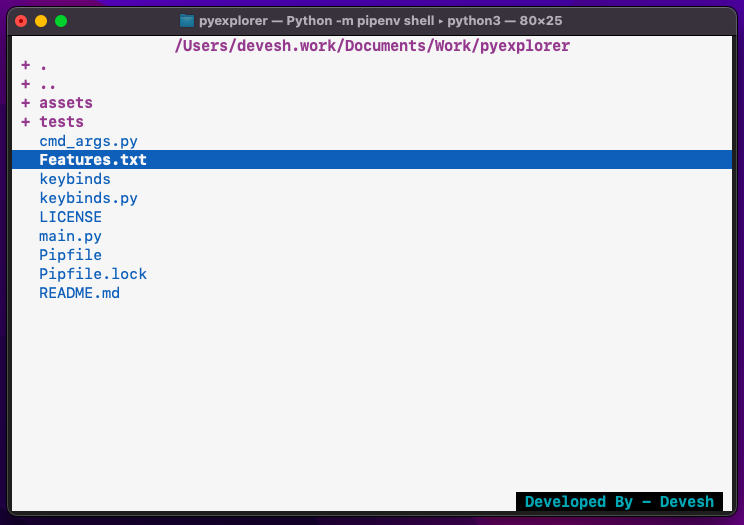 pyexplorer — Python -m pipenv shell ▸ python3 — 80×25
/Users/devesh.work/Documents/Work/pyexplorer
+ .
+ ..
+ assets
+ tests
cmd_args.py
Features.txt
keybinds
keybinds.py
LICENSE
main.py
Pipfile
Pipfile.lock
README.md
Developed By — Devesh